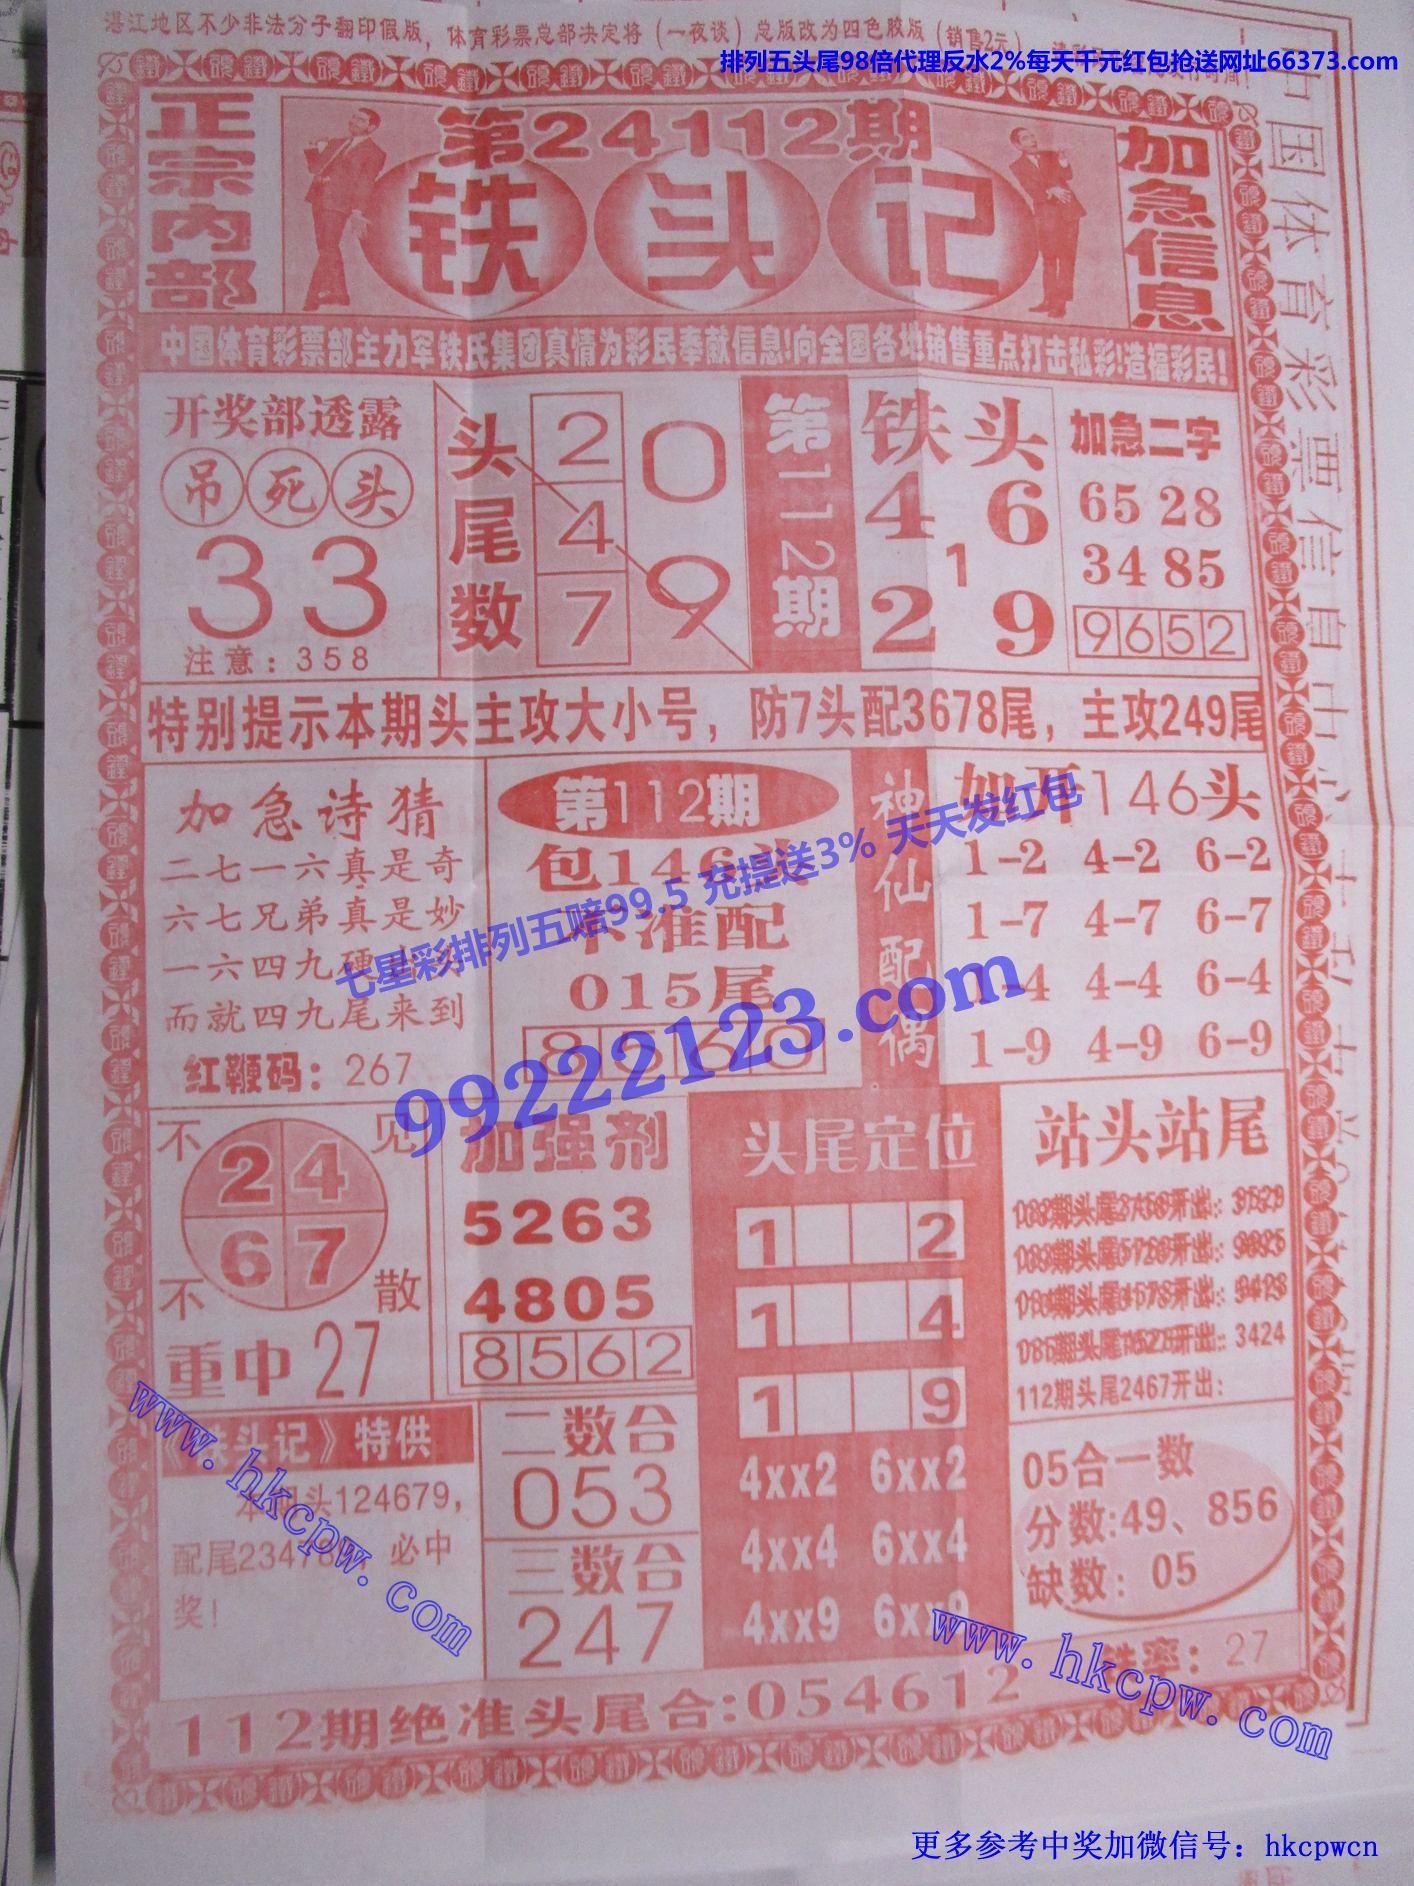 湛江地区不少非法分子翻印假版，体育彩票总部决定将（一夜谈）总版改为四色胶版（销售2元）
排列五头尾98倍代理反水2%每天千元红包抢送网址66373.com
正宗内部
第24112期
铁头记
加急信息
中国体育彩票部主力军铁氏集团真情为彩民奉献信息!向全国各地销售重点打击私彩!造福彩民!
开奖部透露
吊死头
33
注意：358
头尾数
2 4 7
0 9
第112期
铁头
4 6
1
2 9
加急二字
65 28
34 85
9652
特别提示本期头主攻大小号，防7头配3678尾，主攻249尾
加急诗猜
二七一六真是奇
六七兄弟真是妙
一六四九硬
而就四九尾来到
红鞭码：267
第112期
包146
不准配
015尾
8560
神仙配偶
如开146头
1-2 4-2 6-2
1-7 4-7 6-7
1-4 4-4 6-4
1-9 4-9 6-9
七星彩排列五赔99.5 充提送3% 天天发红包
99222123.com
不见
24
67
不散
重中27
加强剂
5263
4805
8562
头尾定位
1 2
1 4
1 9
4xx2 6xx2
4xx4 6xx4
4xx9 6xx9
站头站尾
3424
112期头尾2467开出:
《铁头记》特供
本期头124679，
配尾2347 必中
奖！
二数合
053
三数合
247
05合一数
分数:49、856
缺数：05
铁率：27
112期绝准头尾合:054612
www.hkcpw.com
www.hkcpw.com
更多参考中奖加微信号：hkcpwcn